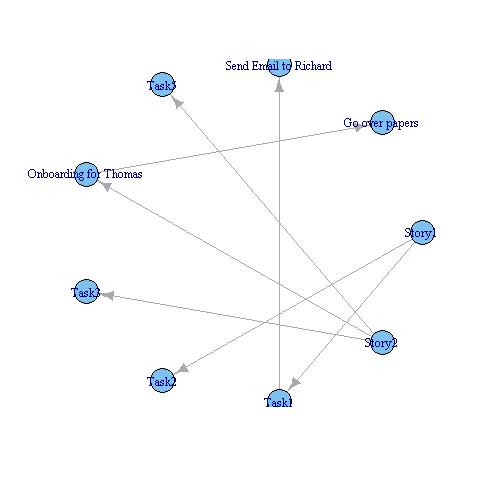 Send Email to Richard
Task5
Go over papers
Onboarding for Thomas
Story1
Task3
Story2
Task2
Task1